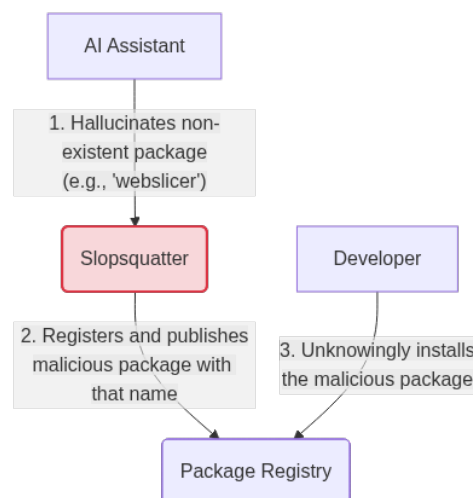 AI Assistant
1. Hallucinates non-
existent package
(e.g., 'webslicer')
Slopsquatter
Developer
2. Registers and publishes
malicious package with
that name
3. Unknowingly installs
the malicious package
Package Registry